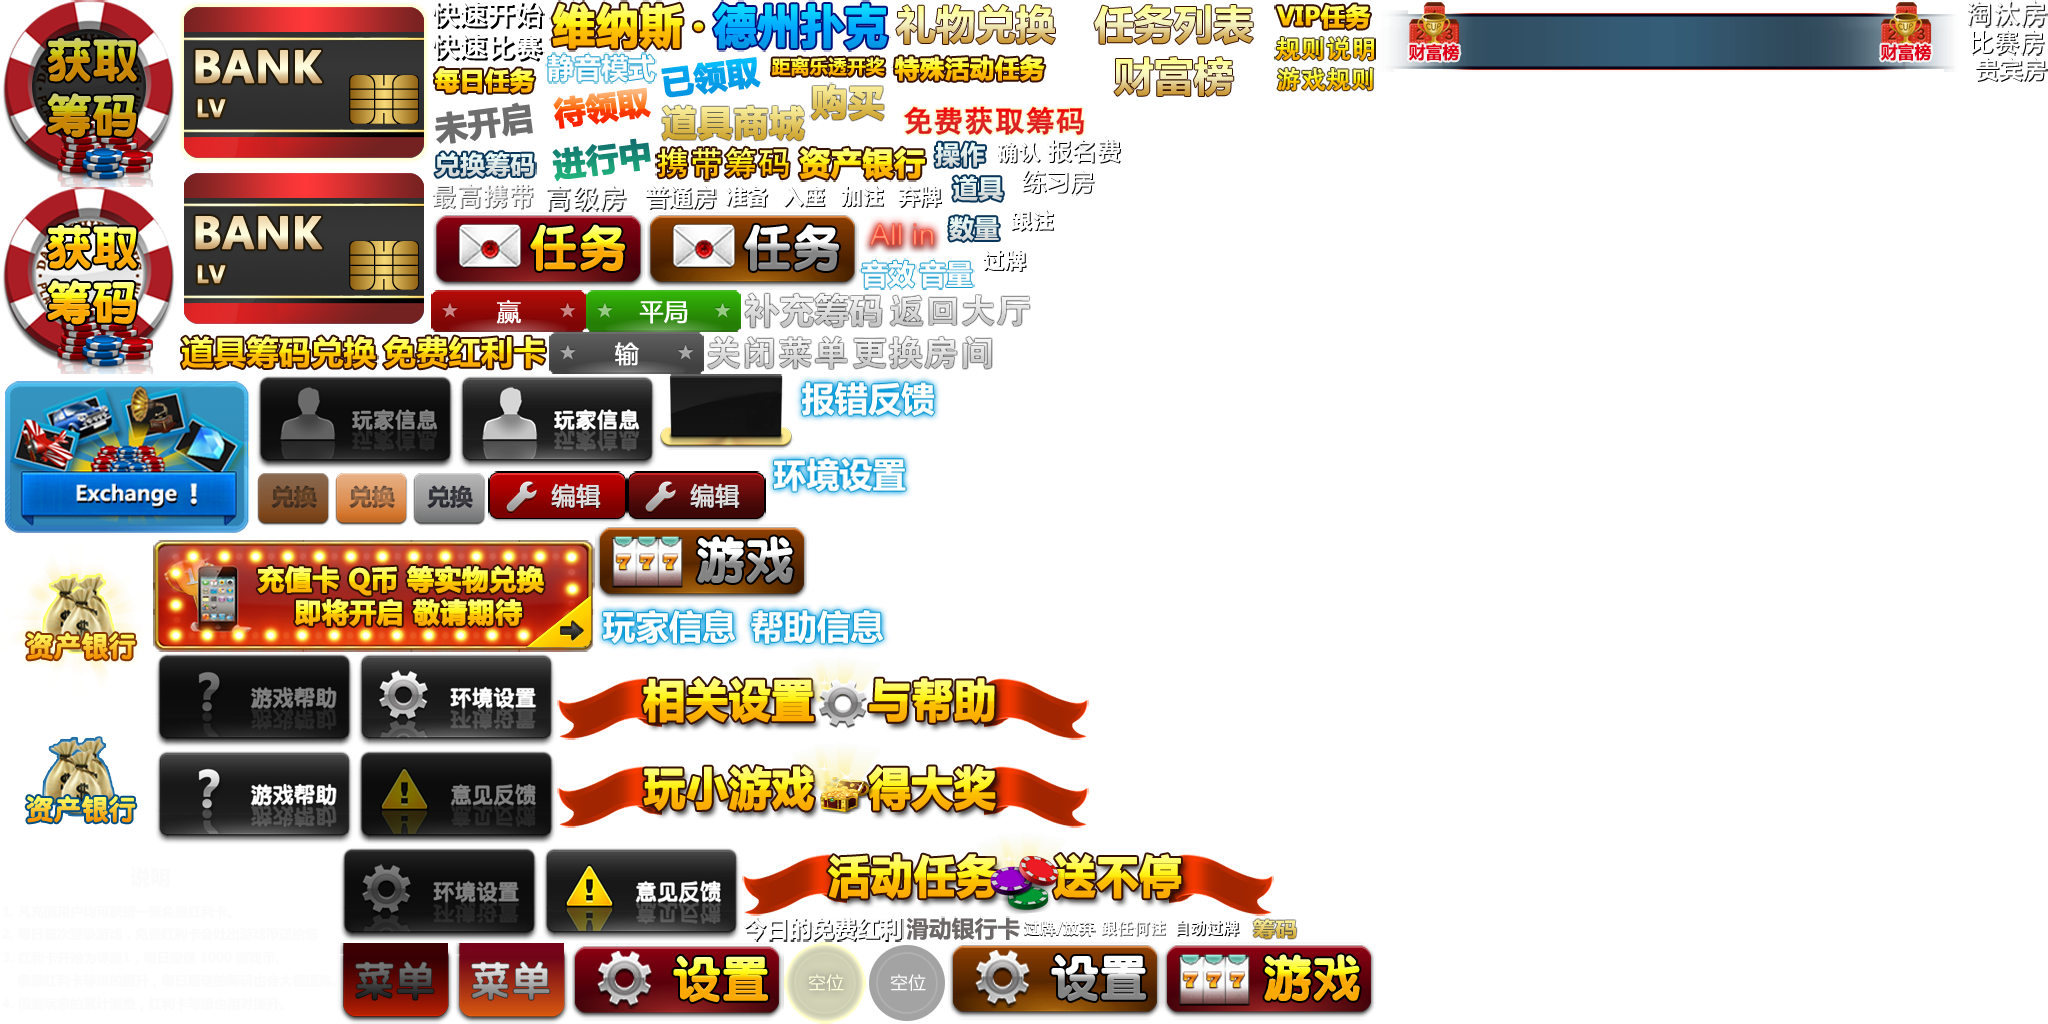 获取
筹码
BANK
LV
快速开始
快速比赛
维纳斯·德州扑克
礼物兑换
任务列表
VIP任务
规则说明
游戏规则
财富榜
财富榜
淘汰房
比赛房
贵宾房
每日任务
静音模式
已领取
距离乐透开奖
特殊活动任务
财富榜
未开启
待领取
道具商城
购买
免费获取筹码
兑换筹码
进行中
携带筹码
资产银行
操作
确认
报名费
最高携带
高级房
普通房
准备
入座
加注
弃牌
道具
练习房
获取
筹码
BANK
LV
任务
任务
All in
数量
跟注
音效
音量
过牌
赢
平局
补充筹码
返回大厅
道具筹码兑换
免费红利卡
输
关闭菜单
更换房间
Exchange !
玩家信息
玩家信息
报错反馈
兑换
兑换
兑换
编辑
编辑
环境设置
资产银行
充值卡 Q币 等实物兑换
即将开启 敬请期待
777
游戏
玩家信息
帮助信息
?
游戏帮助
环境设置
相关设置与帮助
资产银行
?
游戏帮助
意见反馈
玩小游戏得大奖
环境设置
意见反馈
活动任务送不停
今日的免费红利
滑动银行卡
过牌/放弃
跟任何注
自动过牌
筹码
菜单
菜单
设置
空位
空位
设置
777
游戏